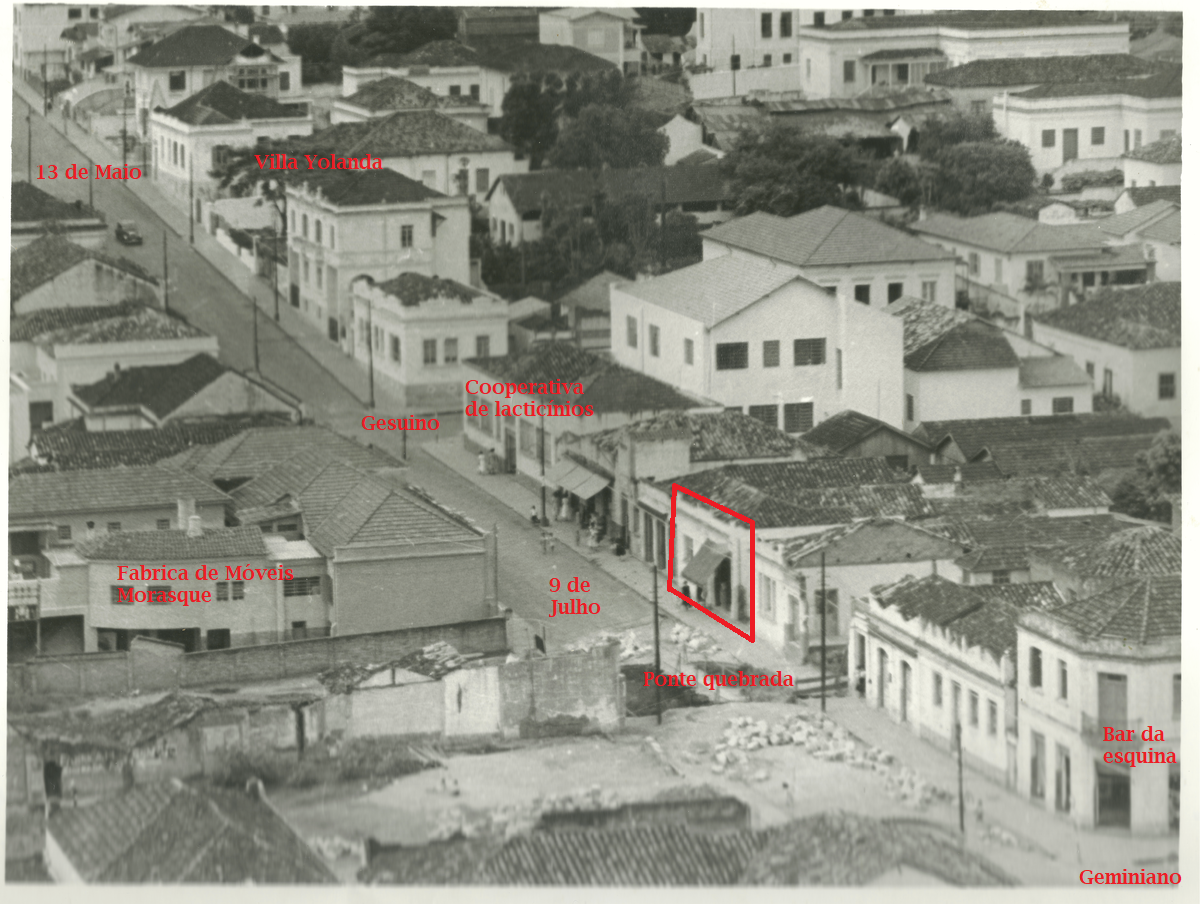 Villa Yolanda
13 de Maio
Cooperativa
de lacticínios
Gesuino
Fabrica de Móveis
Morasque
9 de
Julho
Ponte quebrada
Bar da
esquina
Geminiano